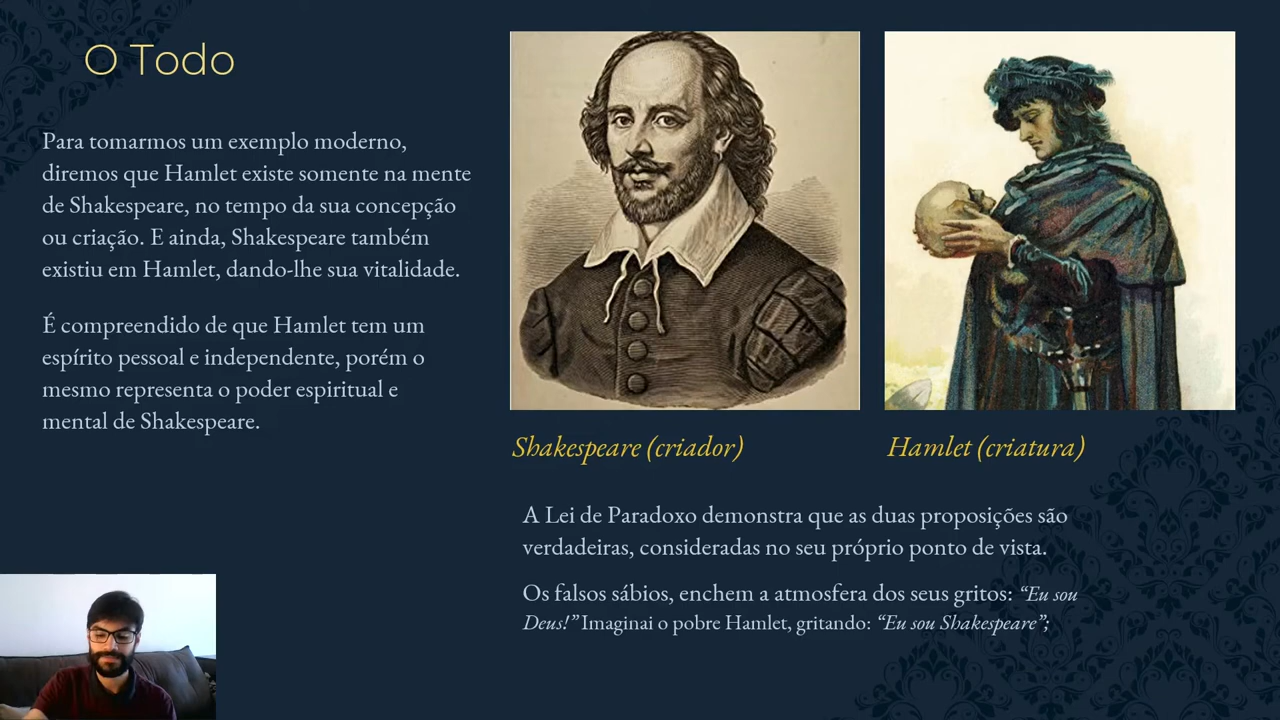 O Todo
Para tomarmos um exemplo moderno,
diremos que Hamlet existe somente na mente
de Shakespeare, no tempo da sua concepção
ou criação. E ainda, Shakespeare também
existiu em Hamlet, dando-lhe sua vitalidade.
É compreendido de que Hamlet tem um
espírito pessoal e independente, porém o
mesmo representa o poder espiritual e
mental de Shakespeare.
Shakespeare (criador)
Hamlet (criatura)
A Lei de Paradoxo demonstra que as duas proposições são
verdadeiras, consideradas no seu próprio ponto de vista.
Os falsos sábios, enchem a atmosfera dos seus gritos: “Eu sou
Deus!” Imaginai o pobre Hamlet, gritando: “Eu sou Shakespeare”;